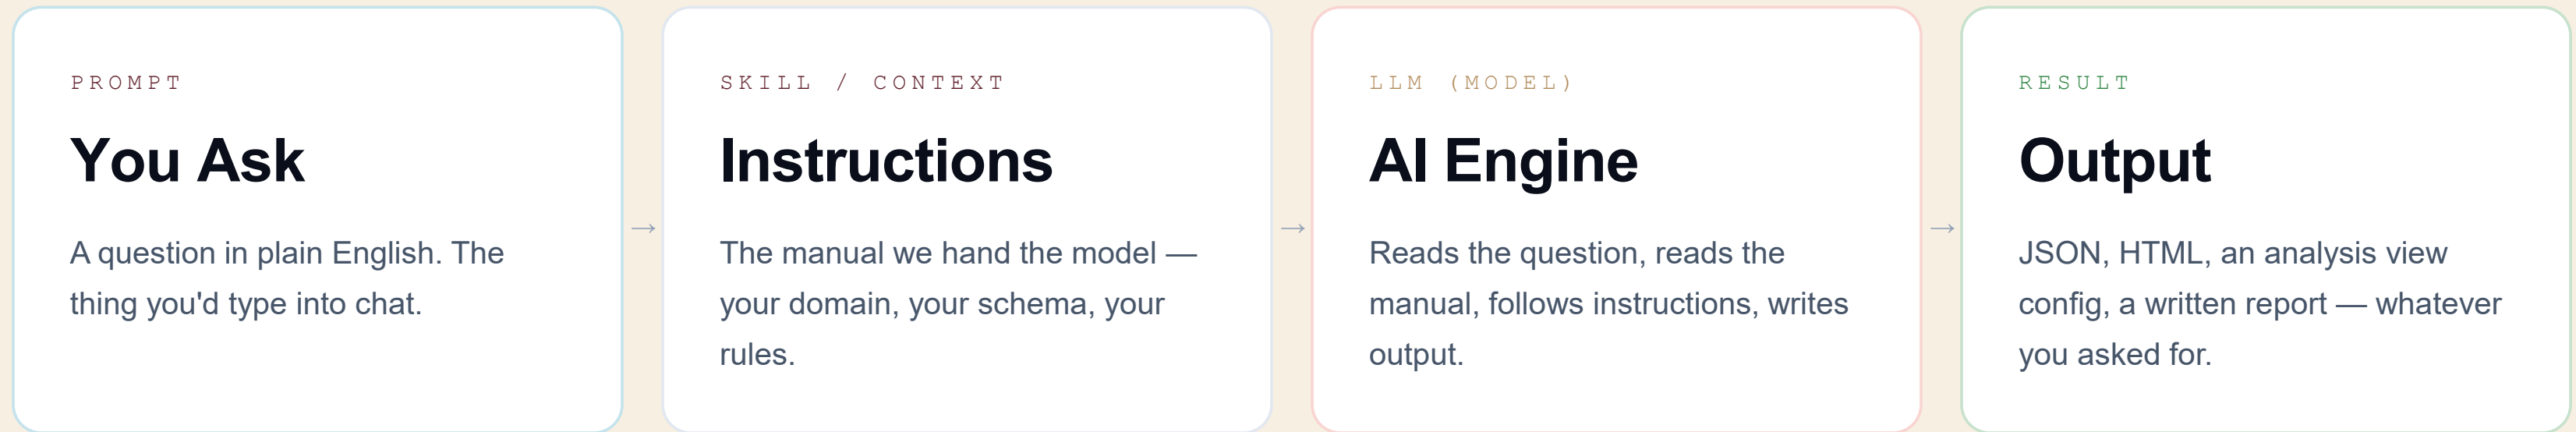 PROMPT
You Ask
A question in plain English. The
thing you'd type into chat.
→
SKILL / CONTEXT
Instructions
The manual we hand the model —
your domain, your schema, your
rules.
→
LLM (MODEL)
AI Engine
Reads the question, reads the
manual, follows instructions, writes
output.
→
RESULT
Output
JSON, HTML, an analysis view
config, a written report — whatever
you asked for.